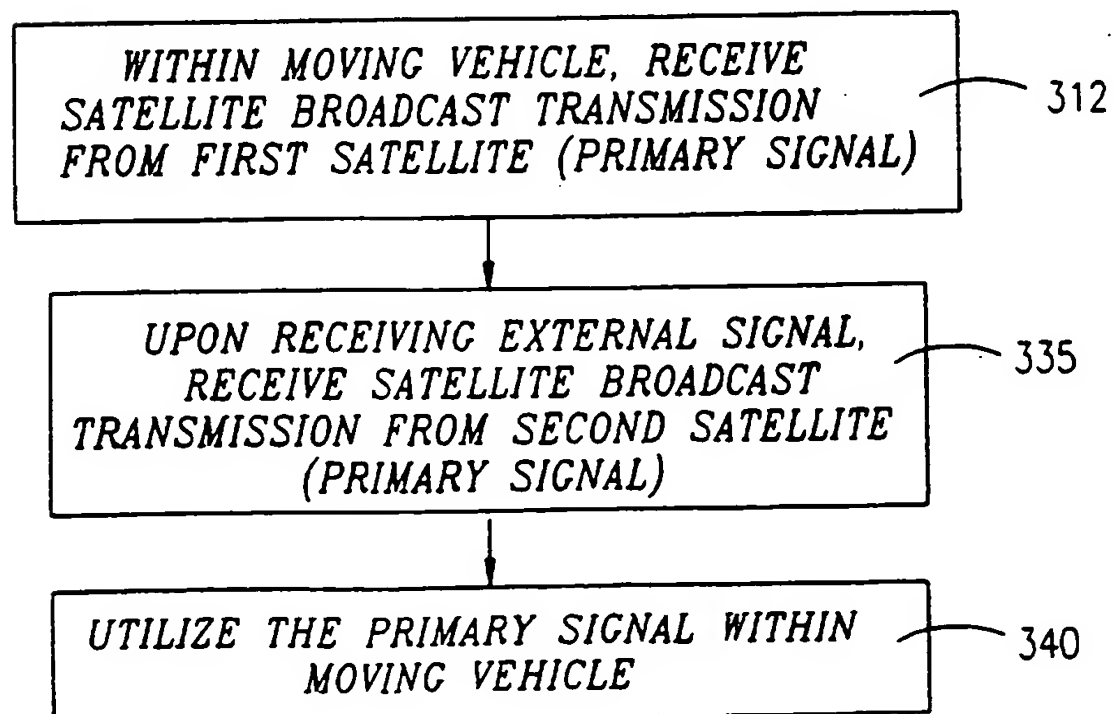 WITHIN MOVING VEHICLE, RECEIVE
SATELLITE BROADCAST TRANSMISSION
FROM FIRST SATELLITE (PRIMARY SIGNAL)
312
UPON RECEIVING EXTERNAL SIGNAL,
RECEIVE SATELLITE BROADCAST
TRANSMISSION FROM SECOND SATELLITE
(PRIMARY SIGNAL)
335
UTILIZE THE PRIMARY SIGNAL WITHIN
MOVING VEHICLE
340